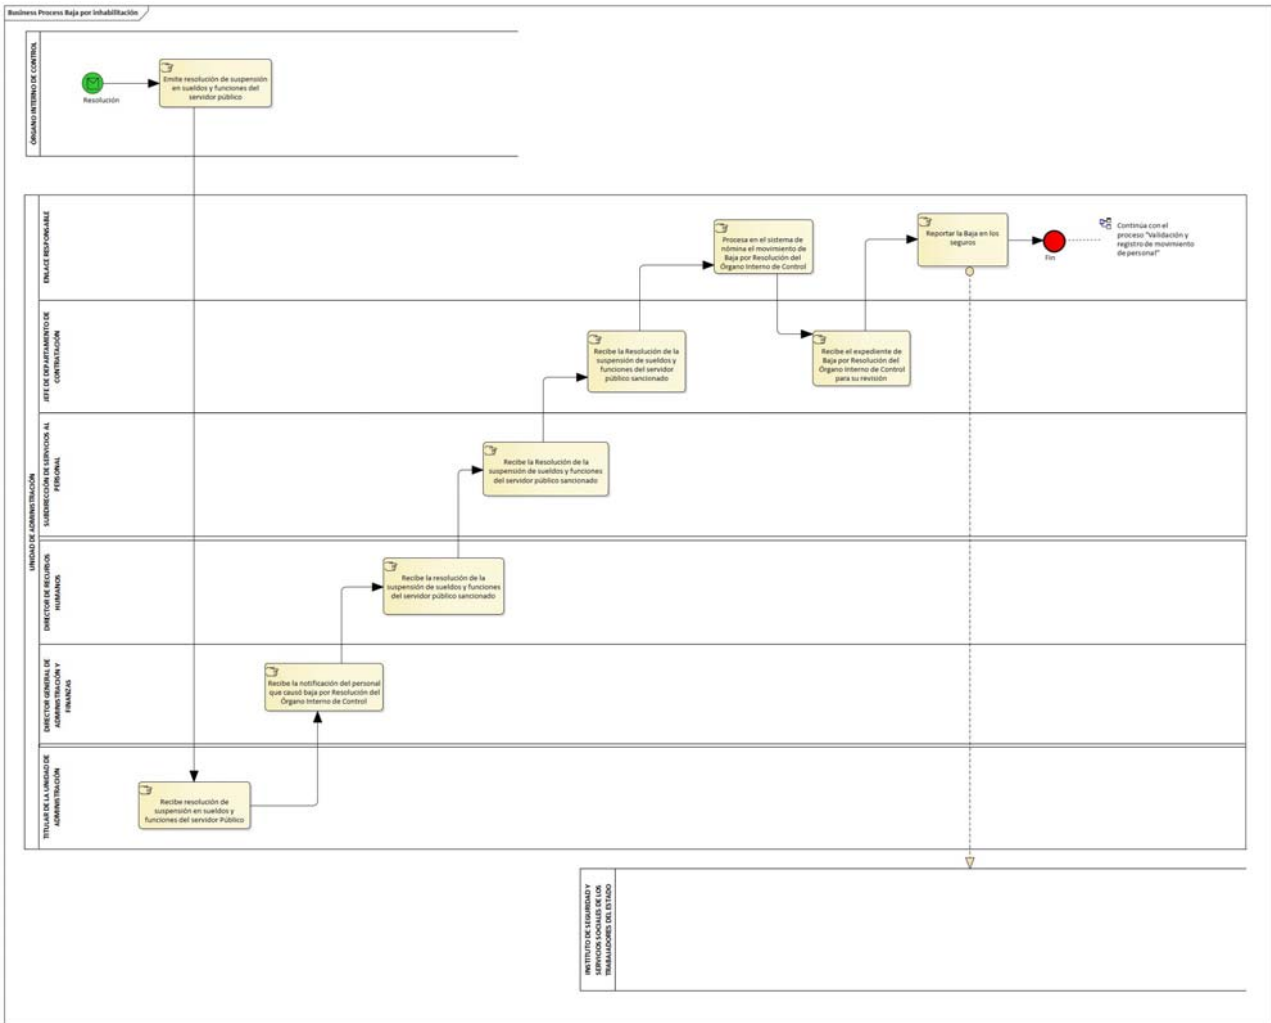 Business Process Baja por inhabilitación
ÓRGANO INTERNO DE CONTROL
Resolución
Emite resolución de suspensión
en sueldos y funciones del
servidor público
UNIDAD DE ADMINISTRACIÓN
ENLACE RESPONSABLE
Procesa en el sistema de
nómina el movimiento de
Baja por Resolución del
Órgano Interno de Control
Reportar la Baja en los
seguros
Fin
Continúa con el
proceso "Validación y
registro de movimiento
de personal"
JEFE DE DEPARTAMENTO DE
CONTRATACIÓN
Recibe la Resolución de la
suspensión de sueldos y
funciones del servidor
público sancionado
Recibe el expediente de
Baja por Resolución del
Órgano Interno de Control
para su revisión
SUBDIRECCIÓN DE SERVICIOS AL
PERSONAL
Recibe la Resolución de la
suspensión de sueldos y funciones
del servidor público sancionado
DIRECTOR DE RECURSOS
HUMANOS
Recibe la resolución de la
suspensión de sueldos y funciones
del servidor público sancionado
DIRECTOR GENERAL DE
ADMINISTRACIÓN Y
FINANZAS
Recibe la notificación del personal
que causó baja por Resolución del
Órgano Interno de Control
TITULAR DE LA UNIDAD DE
ADMINISTRACIÓN
Recibe resolución de
suspensión en sueldos y
funciones del servidor Público
INSTITUTO DE SEGURIDAD Y
SERVICIOS SOCIALES DE LOS
TRABAJADORES DEL ESTADO